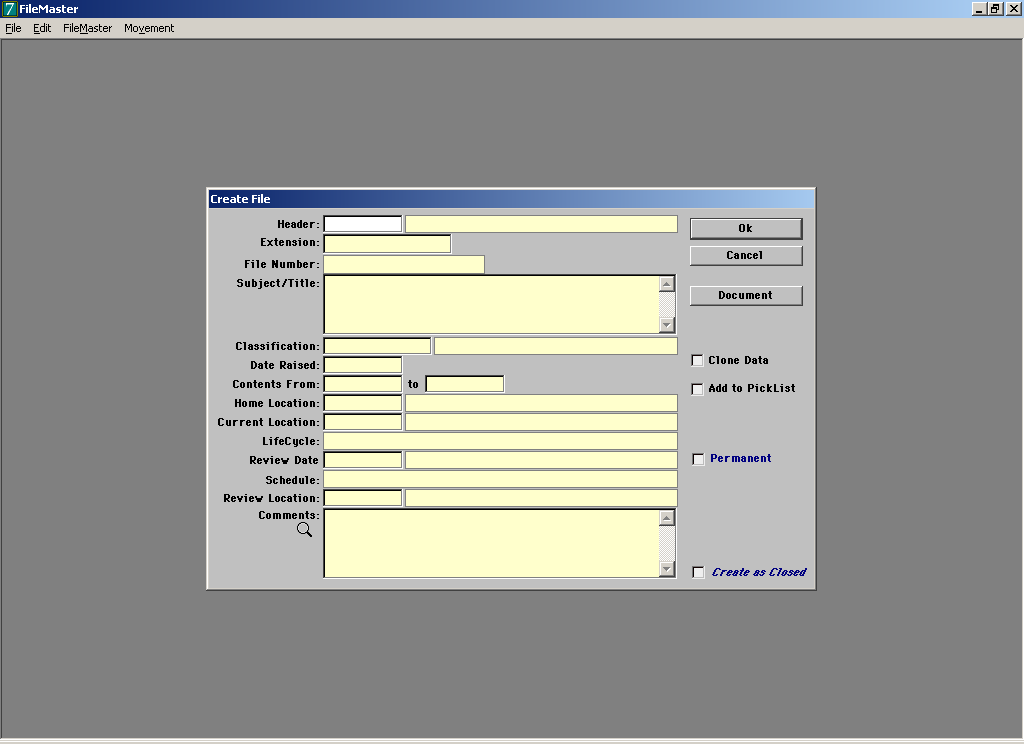 7 FileMaster
File Edit FileMaster Movement
Create File
Header:
Ok
Extension:
Cancel
File Number:
Subject/Title:
Document
Classification:
Clone Data
Date Raised:
Contents From: to
Add to PickList
Home Location:
Current Location:
LifeCycle:
Review Date
Permanent
Schedule:
Review Location:
Comments:
Create as Closed